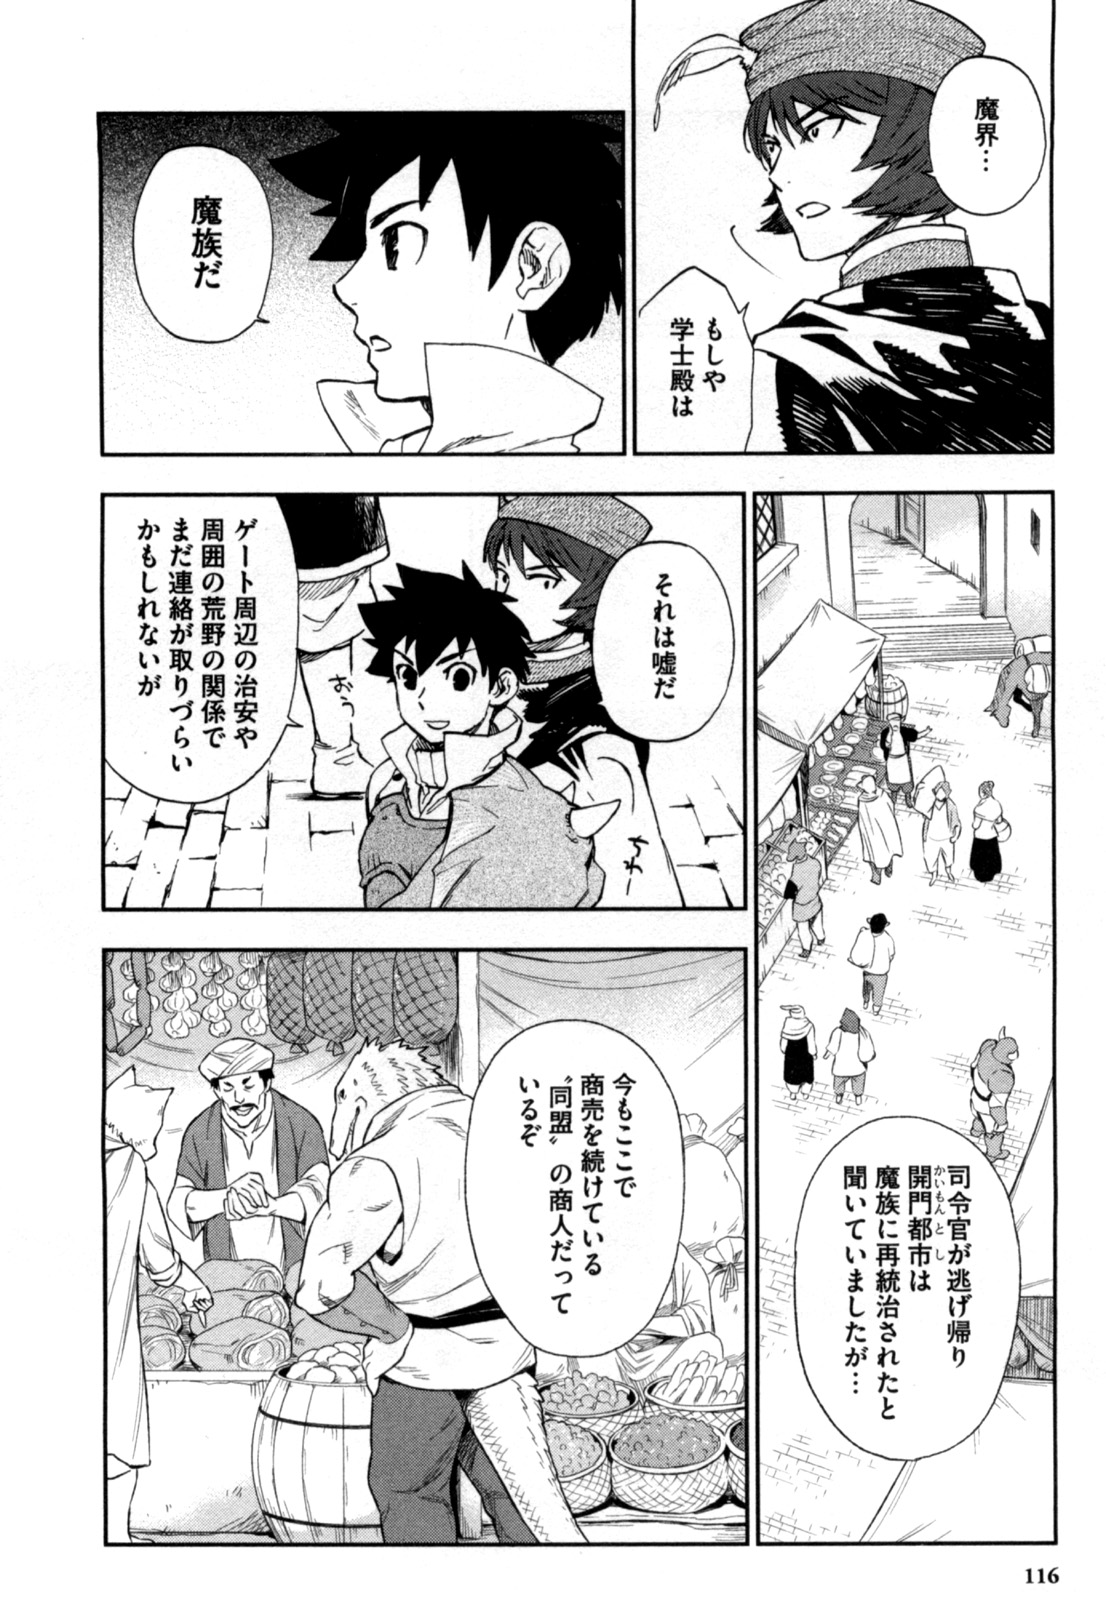 魔界…
もしや
学士殿は
魔族だ
司令官が逃げ帰り
開門都市は
かいもんとし
魔族に再統治されたと
聞いていましたが…
それは嘘だ
ゲート周辺の治安や
周囲の荒野の関係で
まだ連絡が取りづらい
かもしれないが
おぅ
今もここで
商売を続けている
〝同盟〟の商人だって
いるぞ
116